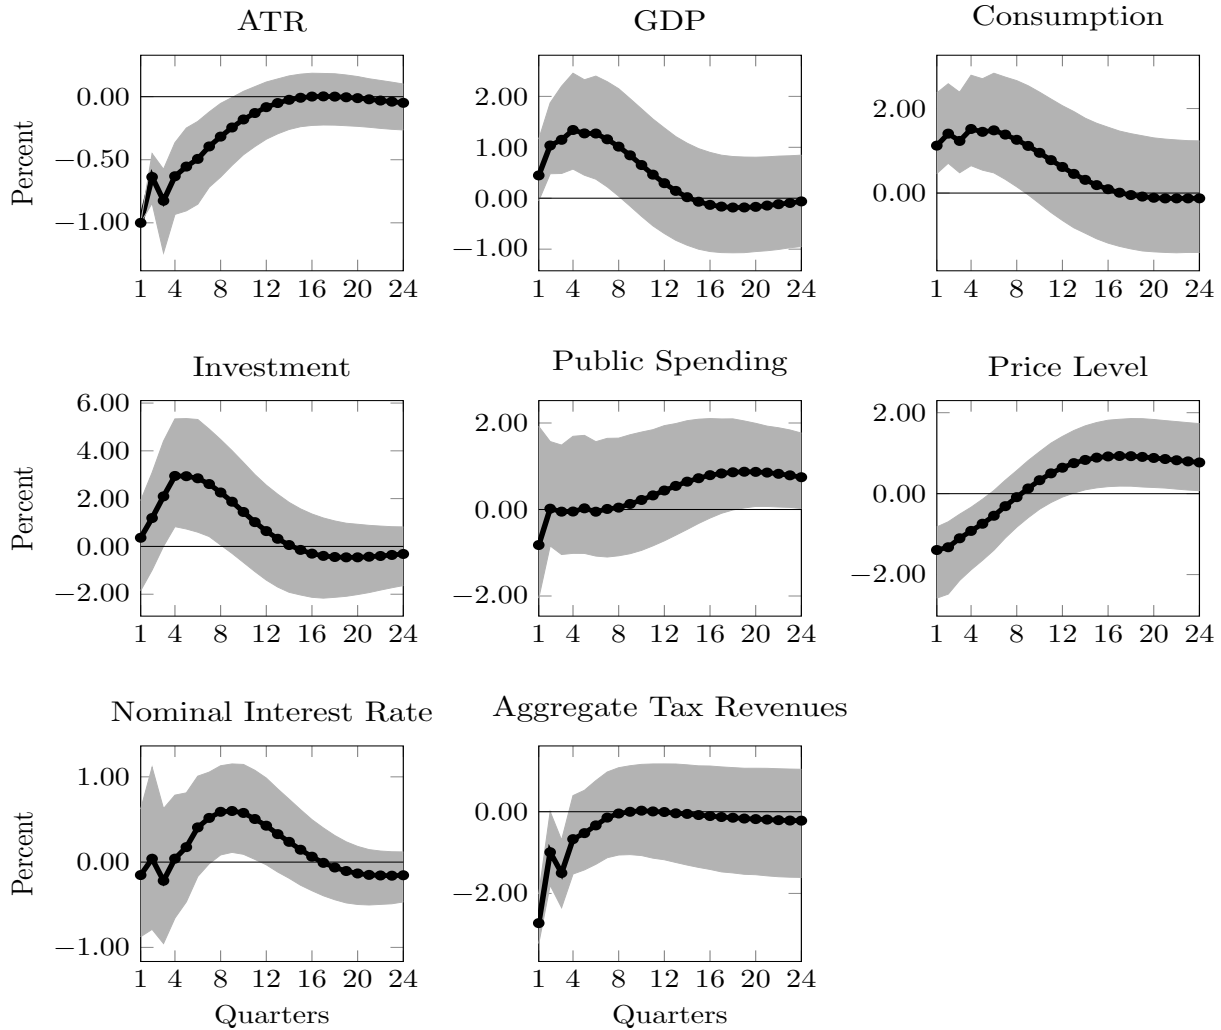 ATR
GDP
Consumption
Percent
0.00
−0.50
−1.00
1 4 8 12 16 20 24
2.00
1.00
0.00
−1.00
1 4 8 12 16 20 24
2.00
0.00
1 4 8 12 16 20 24
Investment
Public Spending
Price Level
Percent
6.00
4.00
2.00
0.00
−2.00
1 4 8 12 16 20 24
2.00
0.00
−2.00
1 4 8 12 16 20 24
2.00
0.00
−2.00
1 4 8 12 16 20 24
Nominal Interest Rate
Aggregate Tax Revenues
Percent
1.00
0.00
−1.00
1 4 8 12 16 20 24
Quarters
0.00
−2.00
1 4 8 12 16 20 24
Quarters